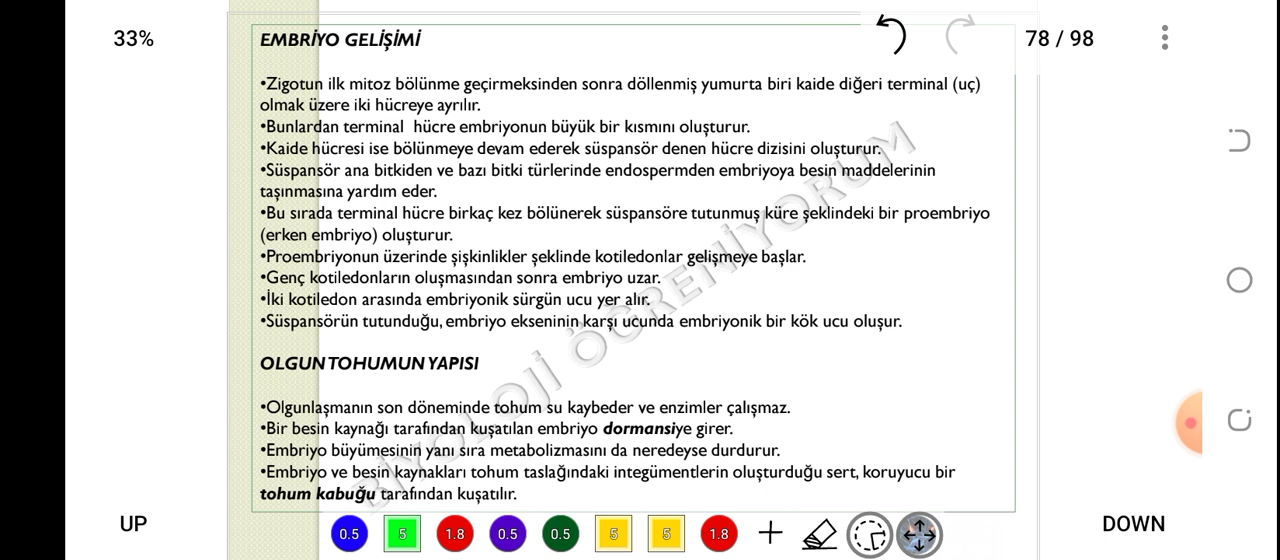 33%
78 / 98
EMBRİYO GELİŞİMİ
•Zigotun ilk mitoz bölünme geçirmeksinden sonra döllenmiş yumurta biri kaide diğeri terminal (uç)
olmak üzere iki hücreye ayrılır.
•Bunlardan terminal hücre embriyonun büyük bir kısmını oluşturur.
•Kaide hücresi ise bölünmeye devam ederek süspansör denen hücre dizisini oluşturur.
•Süspansör ana bitkiden ve bazı bitki türlerinde endospermden embriyoya besin maddelerinin
taşınmasına yardım eder.
•Bu sırada terminal hücre birkaç kez bölünerek süspansöre tutunmuş küre şeklindeki bir proembriyo
(erken embriyo) oluşturur.
•Proembriyonun üzerinde şişkinlikler şeklinde kotiledonlar gelişmeye başlar.
•Genç kotiledonların oluşmasından sonra embriyo uzar.
•İki kotiledon arasında embriyonik sürgün ucu yer alır.
•Süspansörün tutunduğu, embriyo ekseninin karşı ucunda embriyonik bir kök ucu oluşur.
OLGUN TOHUMUN YAPISI
•Olgunlaşmanın son döneminde tohum su kaybeder ve enzimler çalışmaz.
•Bir besin kaynağı tarafından kuşatılan embriyo dormansiye girer.
•Embriyo büyümesinin yanı sıra metabolizmasını da neredeyse durdurur.
•Embriyo ve besin kaynakları tohum taslağındaki integümentlerin oluşturduğu sert, koruyucu bir
tohum kabuğu tarafından kuşatılır.
BİYOLOJİ ÖĞRENİYORUM
UP
DOWN
0.5 5 1.8 0.5 0.5 5 5 1.8